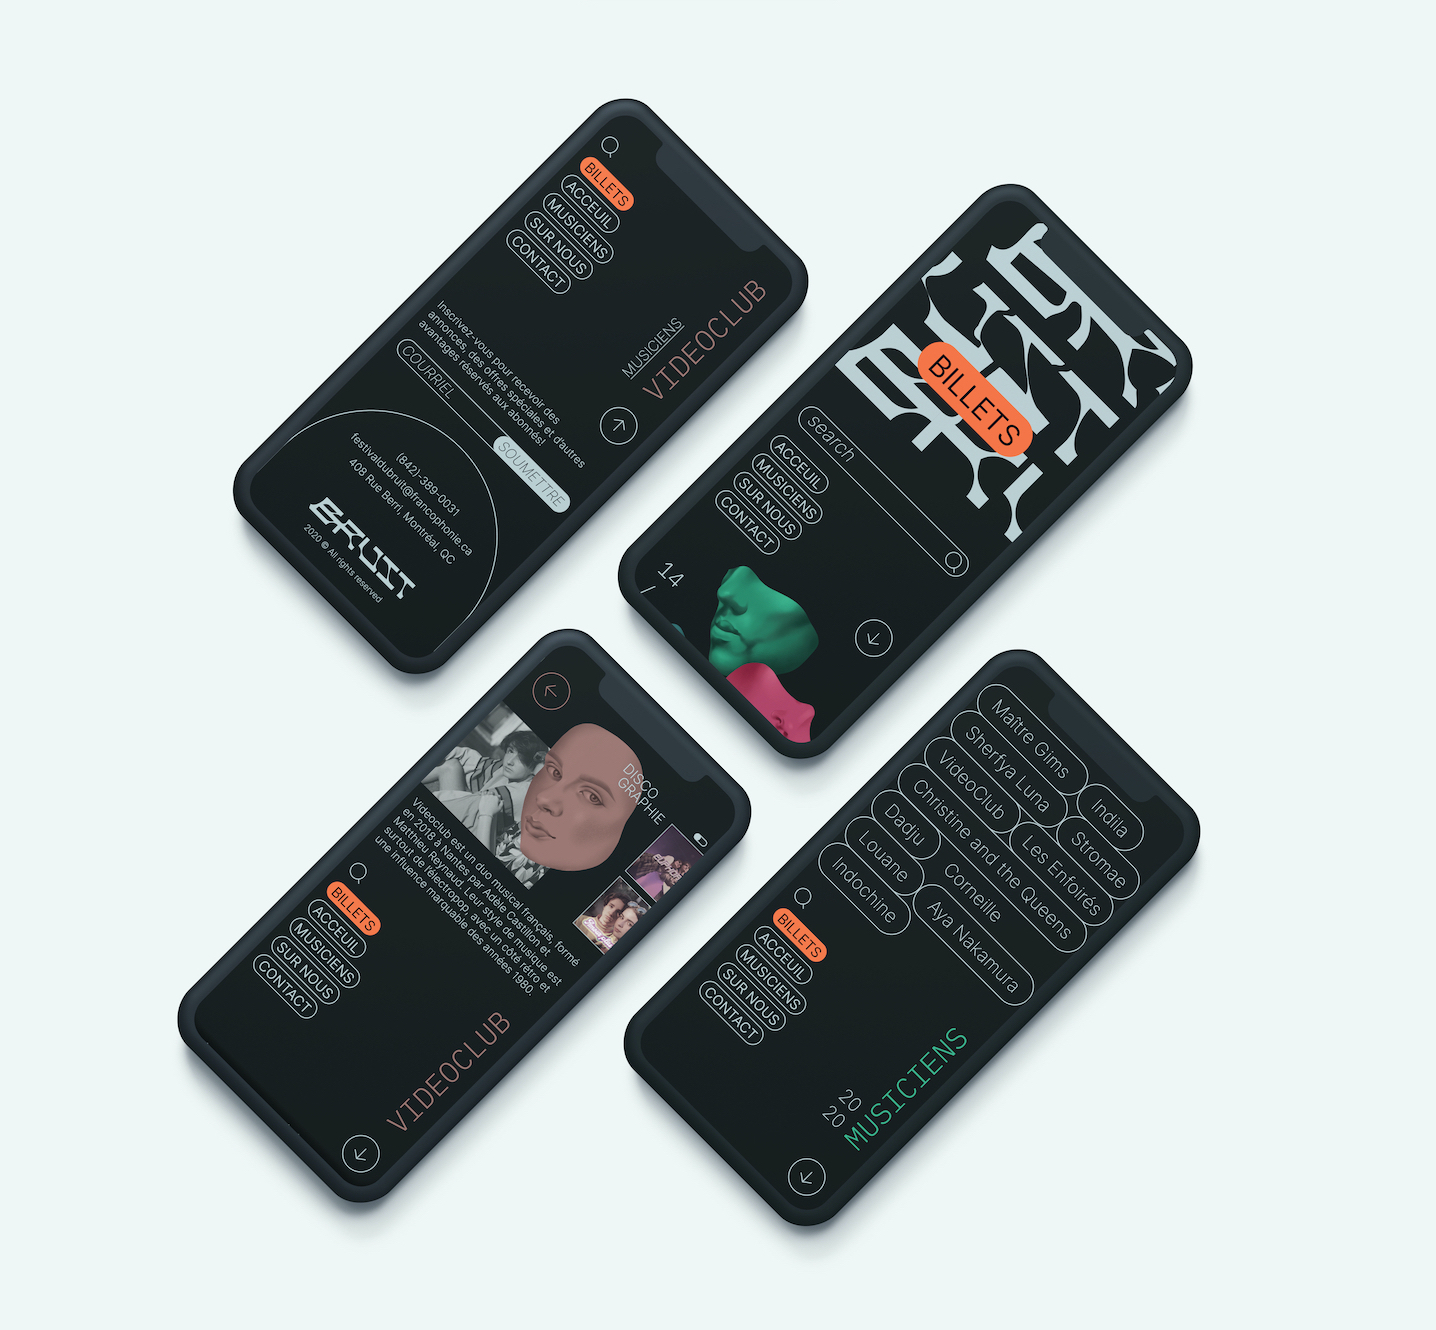 BILLETS
ACCEUIL
MUSICIENS
SUR NOUS
CONTACT
MUSICIENS
VIDEOCLUB
Inscrivez-vous pour recevoir des
annonces, des offres spéciales et d'autres
avantages réservés aux abonnés!
COURRIEL
SOUMETTRE
(842)-389-0031
festivaldubruit@francophonie.ca
408 Rue Berri, Montréal, QC
BRUIT
2020 © All rights reserved
BILLETS
search
ACCEUIL
MUSICIENS
SUR NOUS
CONTACT
14
DISCO
GRAPHIE
Videoclub est un duo musical français, formé
en 2018 à Nantes par Adèle Castillon et
Matthieu Reynaud. Leur style de musique est
surtout de l'électropop, avec un côté rétro et
une influence marquable des années 1980.
BILLETS
ACCEUIL
MUSICIENS
SUR NOUS
CONTACT
VIDEOCLUB
Maître Gims
Indila
Sherfya Luna
Stromae
VideoClub
Les Enfoirés
Christine and the Queens
Dadju
Corneille
Louane
Aya Nakamura
Indochine
BILLETS
ACCEUIL
MUSICIENS
SUR NOUS
CONTACT
20
20
MUSICIENS